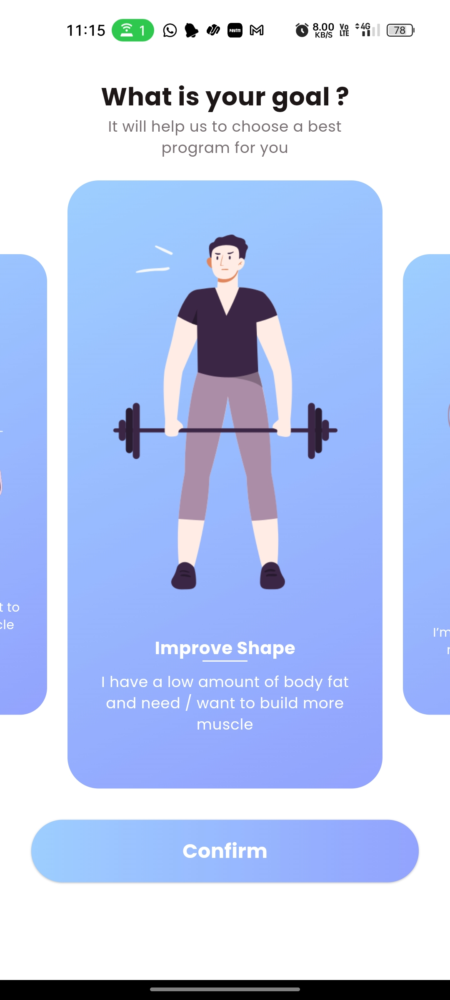 11:15 1 paytm 8.00 KB/S Vo LTE 4G 78
What is your goal ?
It will help us to choose a best
program for you
t to
cle
I'm
Improve Shape
I have a low amount of body fat
and need / want to build more
muscle
Confirm